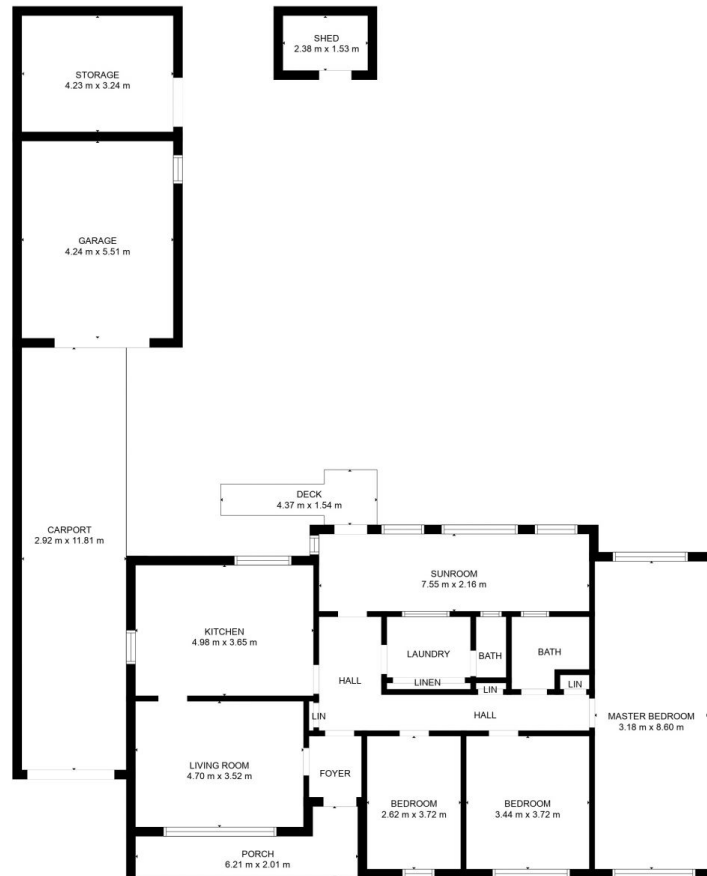 SHED
2.38 m x 1.53 m
STORAGE
4.23 m x 3.24 m
GARAGE
4.24 m x 5.51 m
DECK
4.37 m x 1.54 m
CARPORT
2.92 m x 11.81 m
SUNROOM
7.55 m x 2.16 m
KITCHEN
4.98 m x 3.65 m
LAUNDRY
BATH
BATH
HALL
LINEN
LIN
LIN
LIN
HALL
MASTER BEDROOM
3.18 m x 8.60 m
LIVING ROOM
4.70 m x 3.52 m
FOYER
BEDROOM
2.62 m x 3.72 m
BEDROOM
3.44 m x 3.72 m
PORCH
6.21 m x 2.01 m